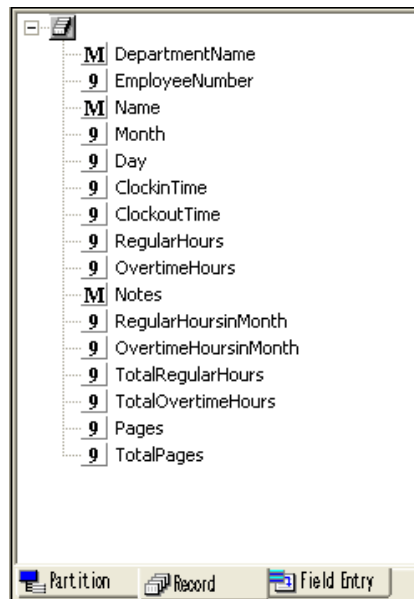 M DepartmentName
9 EmployeeNumber
M Name
9 Month
9 Day
9 ClockinTime
9 ClockoutTime
9 RegularHours
9 OvertimeHours
M Notes
9 RegularHoursinMonth
9 OvertimeHoursinMonth
9 TotalRegularHours
9 TotalOvertimeHours
9 Pages
9 TotalPages
Partition Record Field Entry